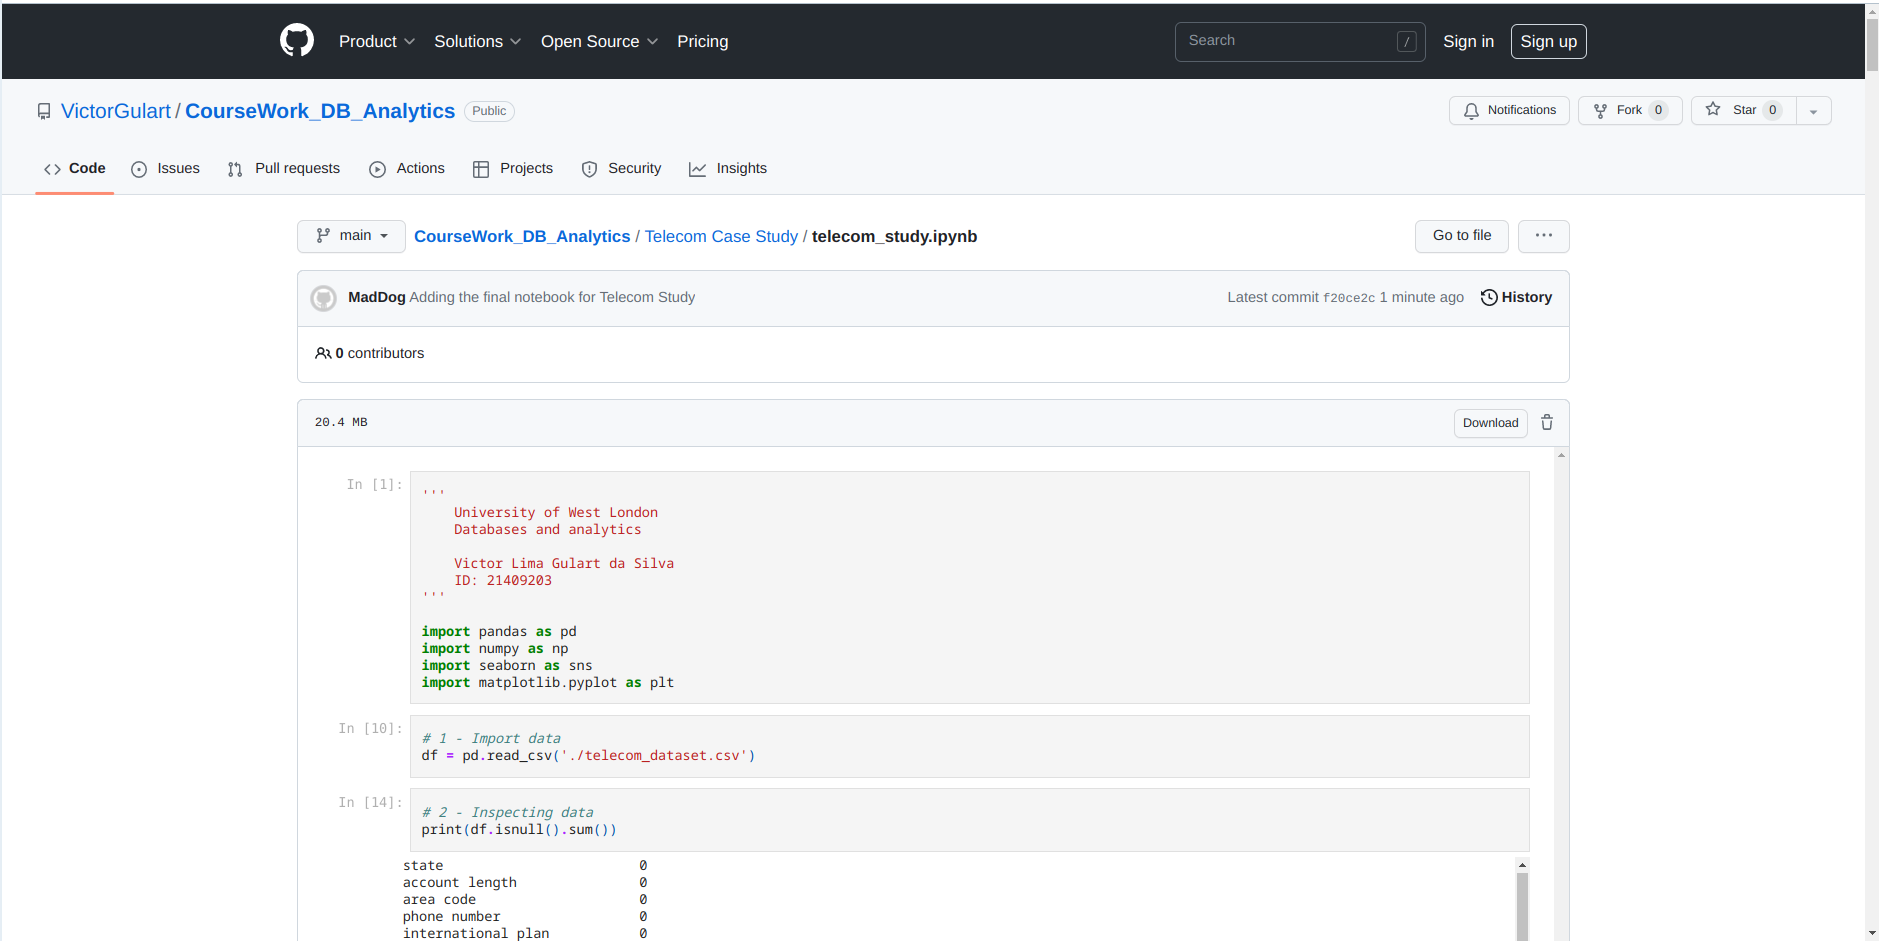 Product Solutions Open Source Pricing Search / Sign in Sign up
VictorGulart / CourseWork_DB_Analytics Public Notifications Fork 0 Star 0
Code Issues Pull requests Actions Projects Security Insights
main CourseWork_DB_Analytics / Telecom Case Study / telecom_study.ipynb Go to file ...
MadDog Adding the final notebook for Telecom Study Latest commit f20ce2c 1 minute ago History
0 contributors
20.4 MB Download
In [1]:
'''
University of West London
Databases and analytics
Victor Lima Gulart da Silva
ID: 21409203
'''
import pandas as pd
import numpy as np
import seaborn as sns
import matplotlib.pyplot as plt
In [10]:
# 1 - Import data
df = pd.read_csv('./telecom_dataset.csv')
In [14]:
# 2 - Inspecting data
print(df.isnull().sum())
state 0
account length 0
area code 0
phone number 0
international plan 0